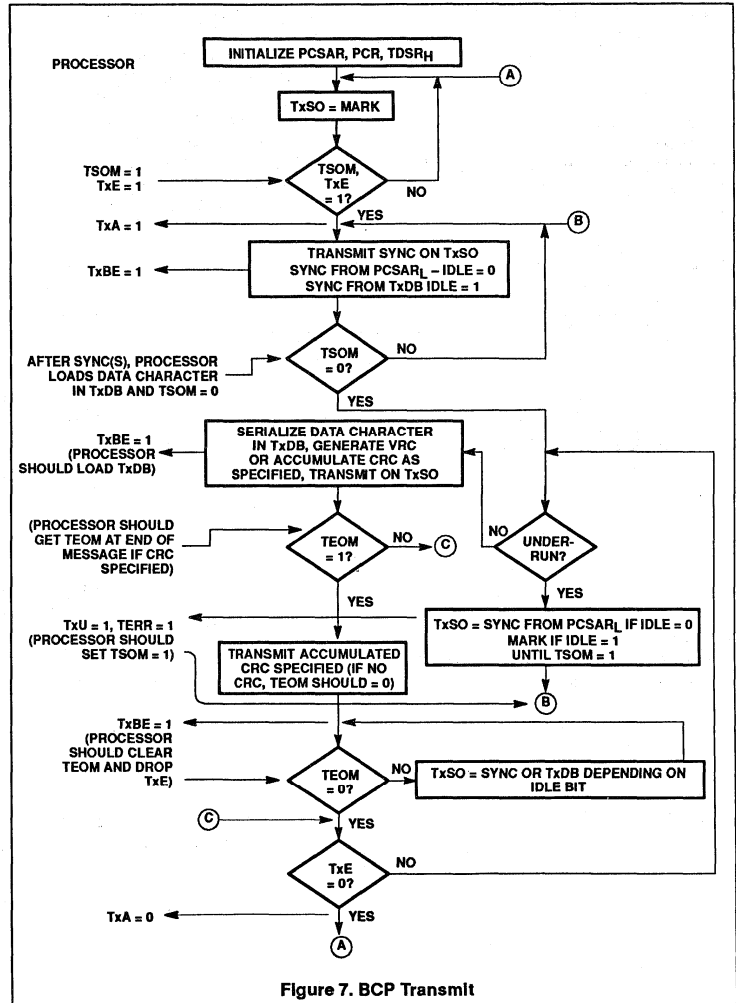 INITIALIZE PCSAR, PCR, TDSRH
PROCESSOR
A
TxSO = MARK
TSOM = 1
TxE = 1
TSOM,
TxE
= 1?
NO
YES
TxA = 1
B
TRANSMIT SYNC ON TxSO
SYNC FROM PCSARL – IDLE = 0
SYNC FROM TxDB IDLE = 1
TxBE = 1
TSOM
= 0?
NO
AFTER SYNC(S), PROCESSOR
LOADS DATA CHARACTER
IN TxDB AND TSOM = 0
YES
SERIALIZE DATA CHARACTER
IN TxDB, GENERATE VRC
OR ACCUMULATE CRC AS
SPECIFIED, TRANSMIT ON TxSO
TxBE = 1
(PROCESSOR
SHOULD LOAD TxDB)
(PROCESSOR SHOULD
GET TEOM AT END OF
MESSAGE IF CRC
SPECIFIED)
TEOM
= 1?
NO
C
NO
UNDER-
RUN?
YES
YES
TxU = 1, TERR = 1
(PROCESSOR SHOULD
SET TSOM = 1)
TxSO = SYNC FROM PCSARL IF IDLE = 0
MARK IF IDLE = 1
UNTIL TSOM = 1
TRANSMIT ACCUMULATED
CRC SPECIFIED (IF NO
CRC, TEOM SHOULD = 0)
B
TxBE = 1
(PROCESSOR
SHOULD CLEAR
TEOM AND DROP
TxE)
TEOM
= 0?
NO
TxSO = SYNC OR TxDB DEPENDING ON
IDLE BIT
C
YES
TxE
= 0?
NO
TxA = 0
YES
A
Figure 7. BCP Transmit